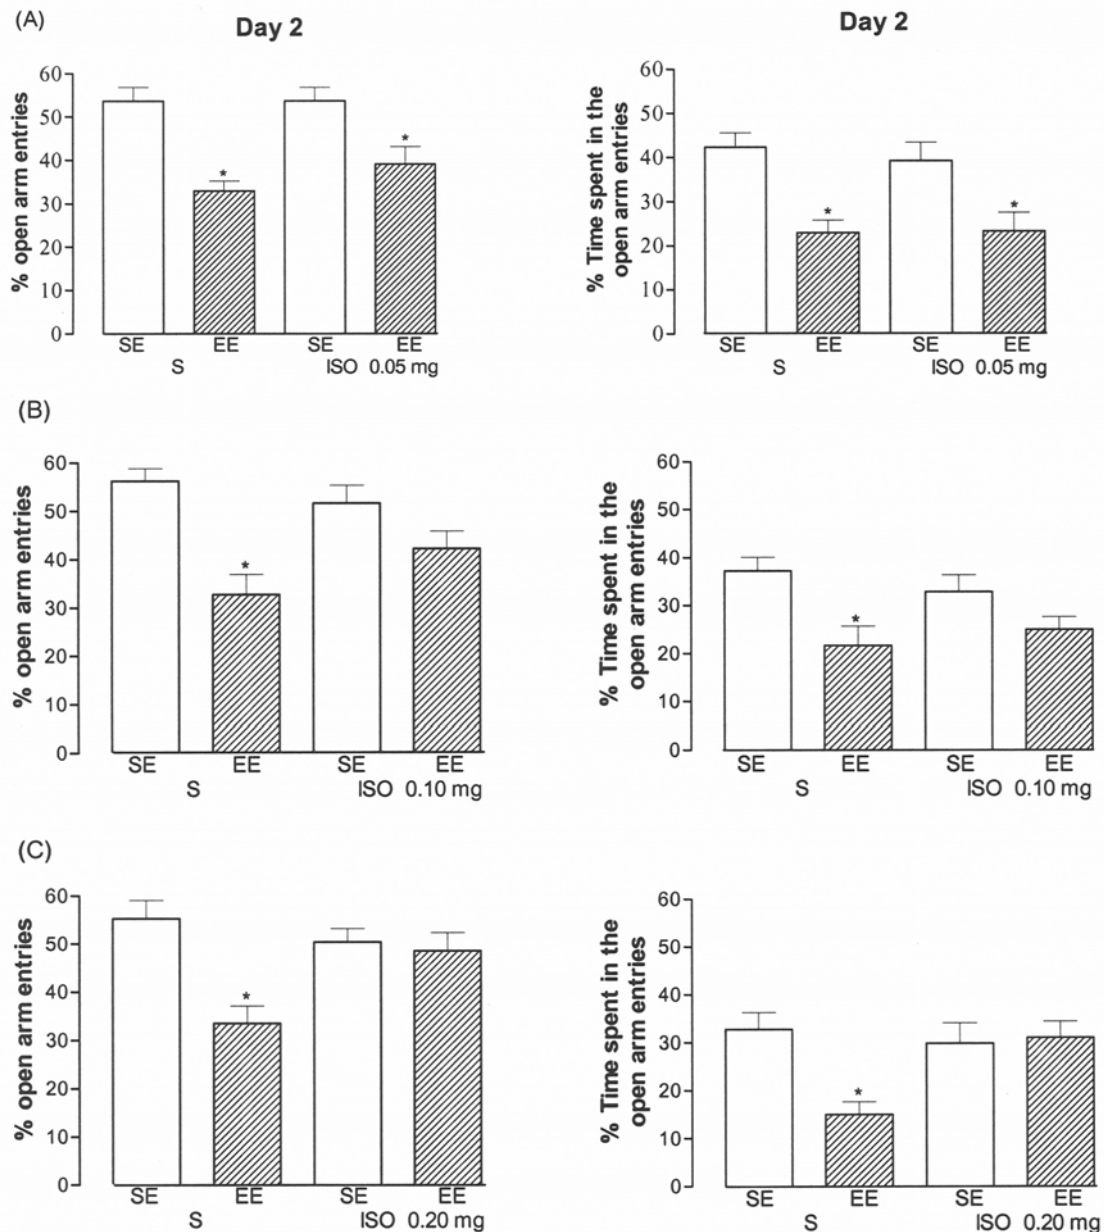 (A)
Day 2
% open arm entries
60
50
40
30
20
10
0
*
*
SE EE SE EE
S ISO 0.05 mg
Day 2
% Time spent in the
open arm entries
60
50
40
30
20
10
0
*
*
SE EE SE EE
S ISO 0.05 mg
(B)
% open arm entries
60
50
40
30
20
10
0
*
SE EE SE EE
S ISO 0.10 mg
% Time spent in the
open arm entries
60
50
40
30
20
10
0
*
SE EE SE EE
S ISO 0.10 mg
(C)
% open arm entries
60
50
40
30
20
10
0
*
SE EE SE EE
S ISO 0.20 mg
% Time spent in the
open arm entries
60
50
40
30
20
10
0
*
SE EE SE EE
S ISO 0.20 mg